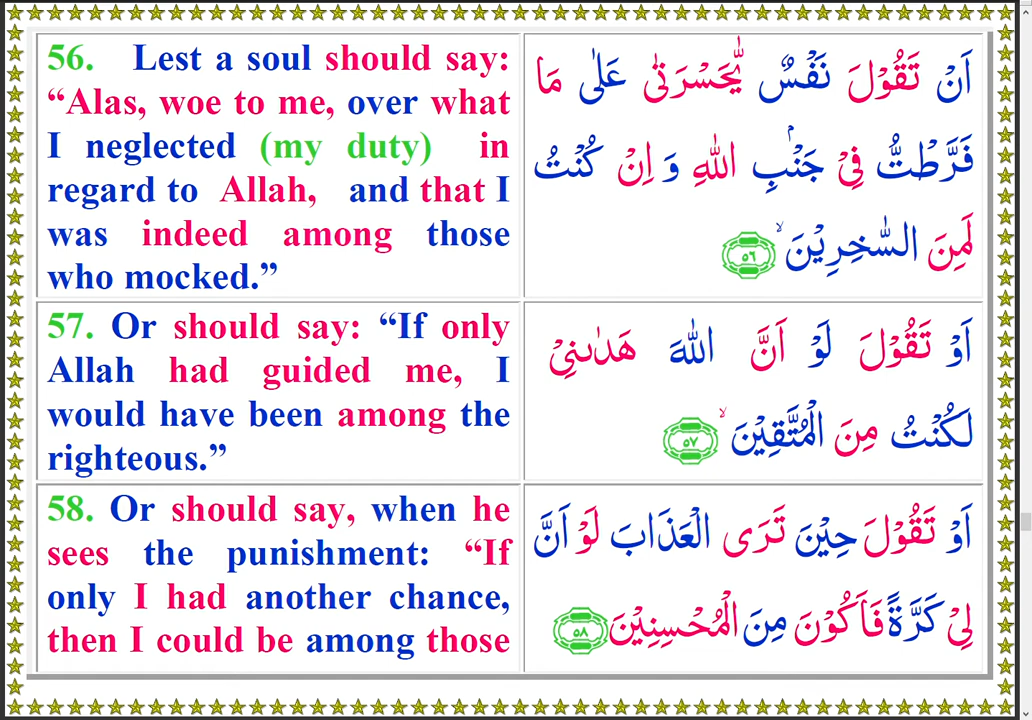 56. Lest a soul should say:
“Alas, woe to me, over what
I neglected (my duty) in
regard to Allah, and that I
was indeed among those
who mocked.”
اَنْ تَقُوْلَ نَفْسٌ يّٰحَسْرَتٰى عَلٰى مَا
فَرَّطْتُّ فِيْ جَنْۢبِ اللّٰهِ وَ اِنْ كُنْتُ
لَمِنَ السّٰخِرِيْنَ ۙ ٥٦
57. Or should say: “If only
Allah had guided me, I
would have been among the
righteous.”
اَوْ تَقُوْلَ لَوْ اَنَّ اللّٰهَ هَدٰىنِيْ
لَكُنْتُ مِنَ الْمُتَّقِيْنَ ۙ ٥٧
58. Or should say, when he
sees the punishment: “If
only I had another chance,
then I could be among those
اَوْ تَقُوْلَ حِيْنَ تَرَى الْعَذَابَ لَوْ اَنَّ
لِيْ كَرَّةً فَاَكُوْنَ مِنَ الْمُحْسِنِيْنَ ٥٨